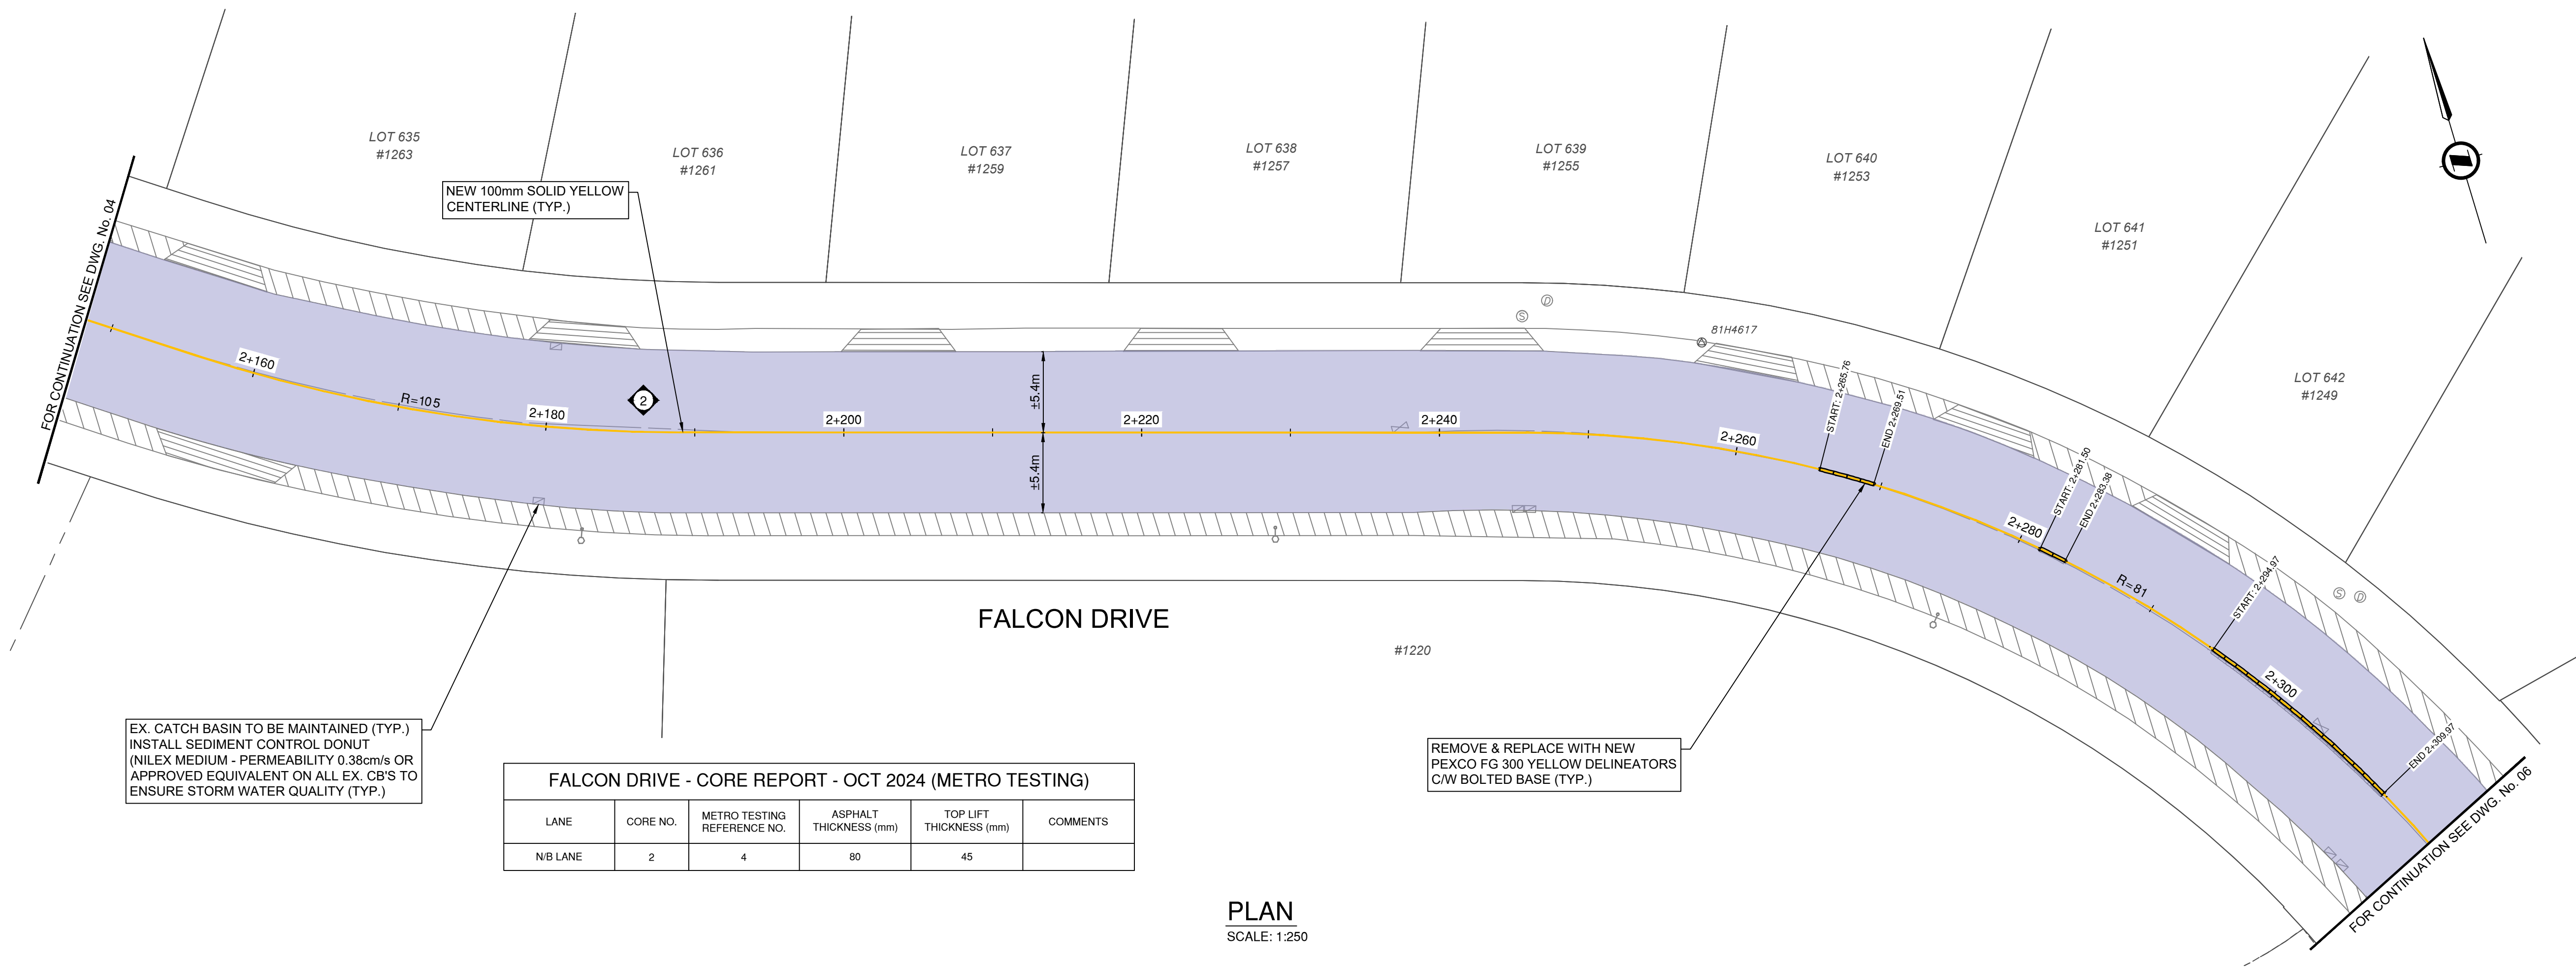 LOT 635
#1263
LOT 636
#1261
LOT 637
#1259
LOT 638
#1257
LOT 639
#1255
LOT 640
#1253
LOT 641
#1251
LOT 642
#1249
NEW 100mm SOLID YELLOW
CENTERLINE (TYP.)
FOR CONTINUATION SEE DWG. No. 04
2+160
R=105
2+180
2
2+200
±5.4m
±5.4m
2+220
2+240
S
D
81H4617
2+260
START: 2+265.76
END 2+269.51
2+280
START: 2+281.50
END 2+283.38
R=81
START: 2+294.97
2+300
END 2+309.97
S
D
FOR CONTINUATION SEE DWG. No. 06
FALCON DRIVE
#1220
EX. CATCH BASIN TO BE MAINTAINED (TYP.)
INSTALL SEDIMENT CONTROL DONUT
(NILEX MEDIUM - PERMEABILITY 0.38cm/s OR
APPROVED EQUIVALENT ON ALL EX. CB'S TO
ENSURE STORM WATER QUALITY (TYP.)
REMOVE & REPLACE WITH NEW
PEXCO FG 300 YELLOW DELINEATORS
C/W BOLTED BASE (TYP.)
FALCON DRIVE - CORE REPORT - OCT 2024 (METRO TESTING)
LANE
CORE NO.
METRO TESTING
REFERENCE NO.
ASPHALT
THICKNESS (mm)
TOP LIFT
THICKNESS (mm)
COMMENTS
N/B LANE
2
4
80
45
PLAN
SCALE: 1:250